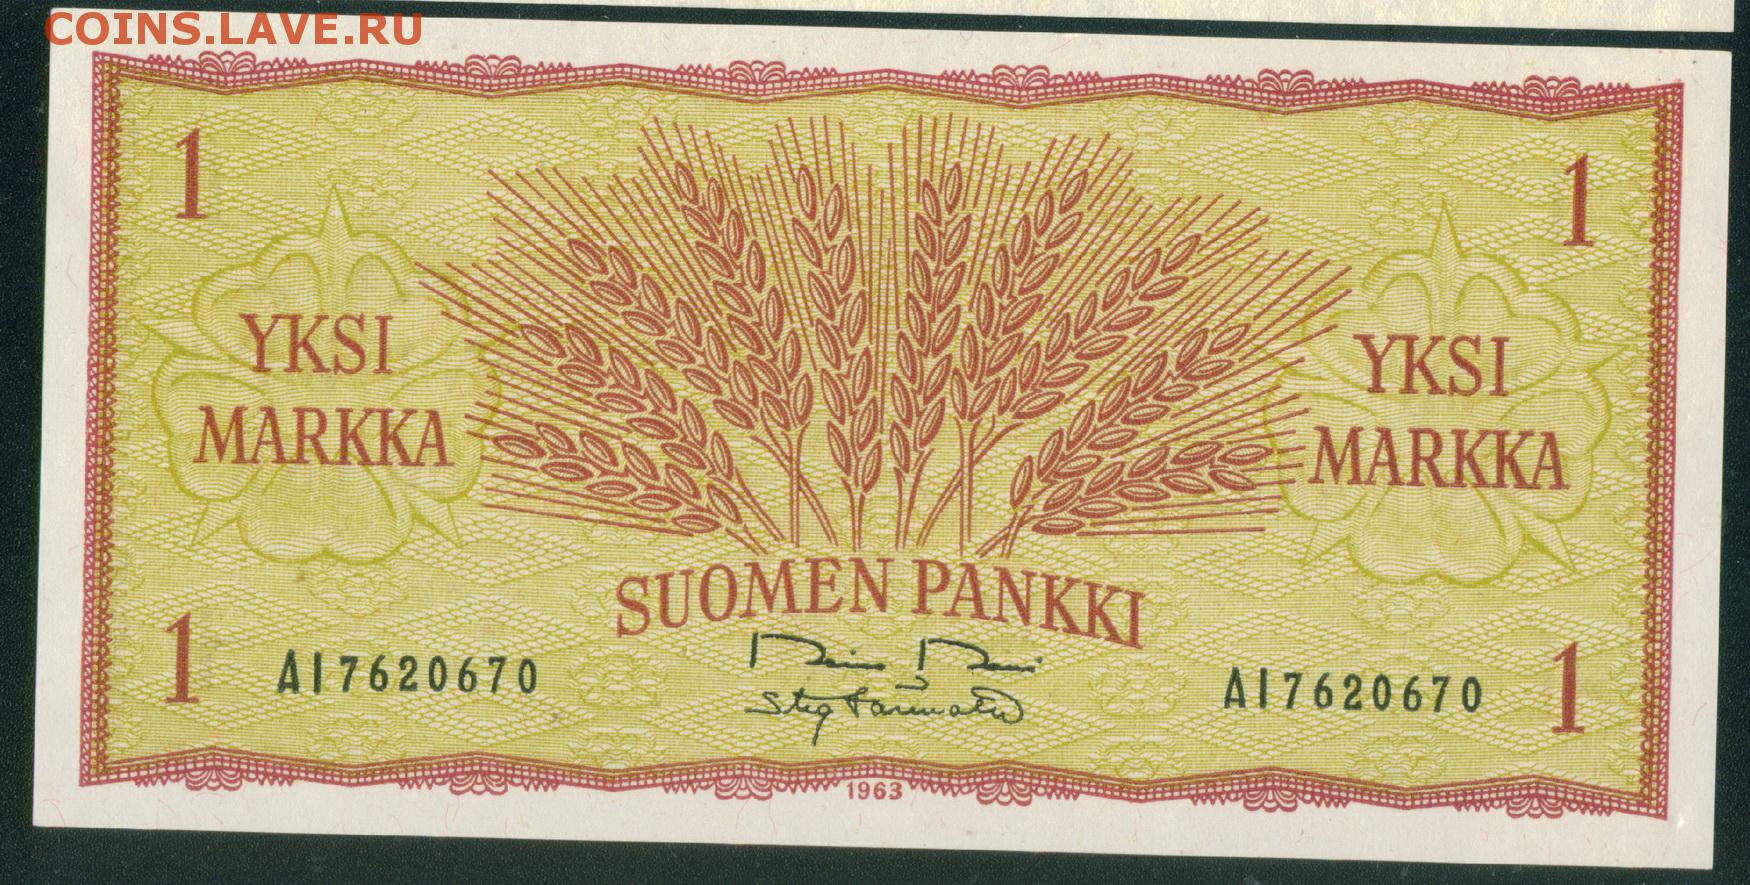 COINS.LAVE.RU
1
1
YKSI
MARKKA
YKSI
MARKKA
SUOMEN PANKKI
1
AI7620670
AI7620670
1
1963